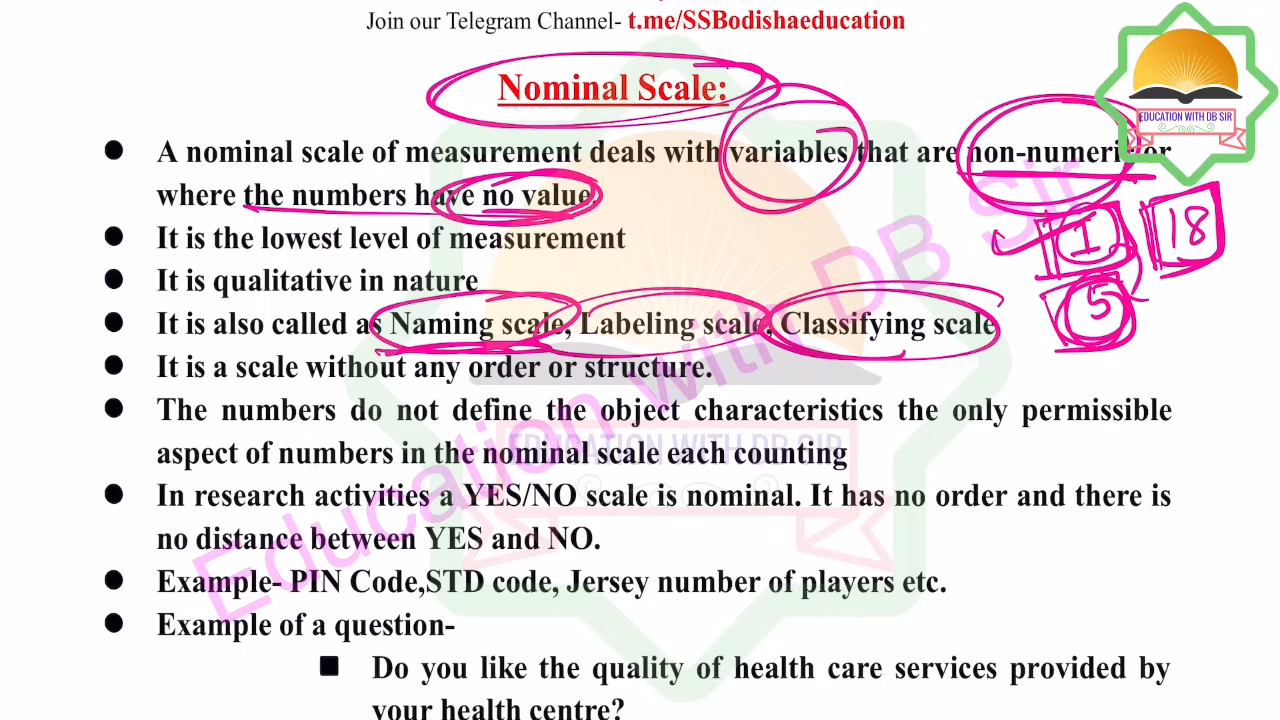 Join our Telegram Channel- t.me/SSBodishaeducation
Nominal Scale:
EDUCATION WITH DB SIR
● A nominal scale of measurement deals with variables that are non-numeric or
where the numbers have no value.
1 18
● It is the lowest level of measurement
● It is qualitative in nature
5
● It is also called as Naming scale, Labeling scale, Classifying scale
● It is a scale without any order or structure.
● The numbers do not define the object characteristics the only permissible
aspect of numbers in the nominal scale each counting
EDUCATION WITH DB SIR
Education with DB Sir
● In research activities a YES/NO scale is nominal. It has no order and there is
no distance between YES and NO.
● Example- PIN Code,STD code, Jersey number of players etc.
● Example of a question-
■ Do you like the quality of health care services provided by
your health centre?